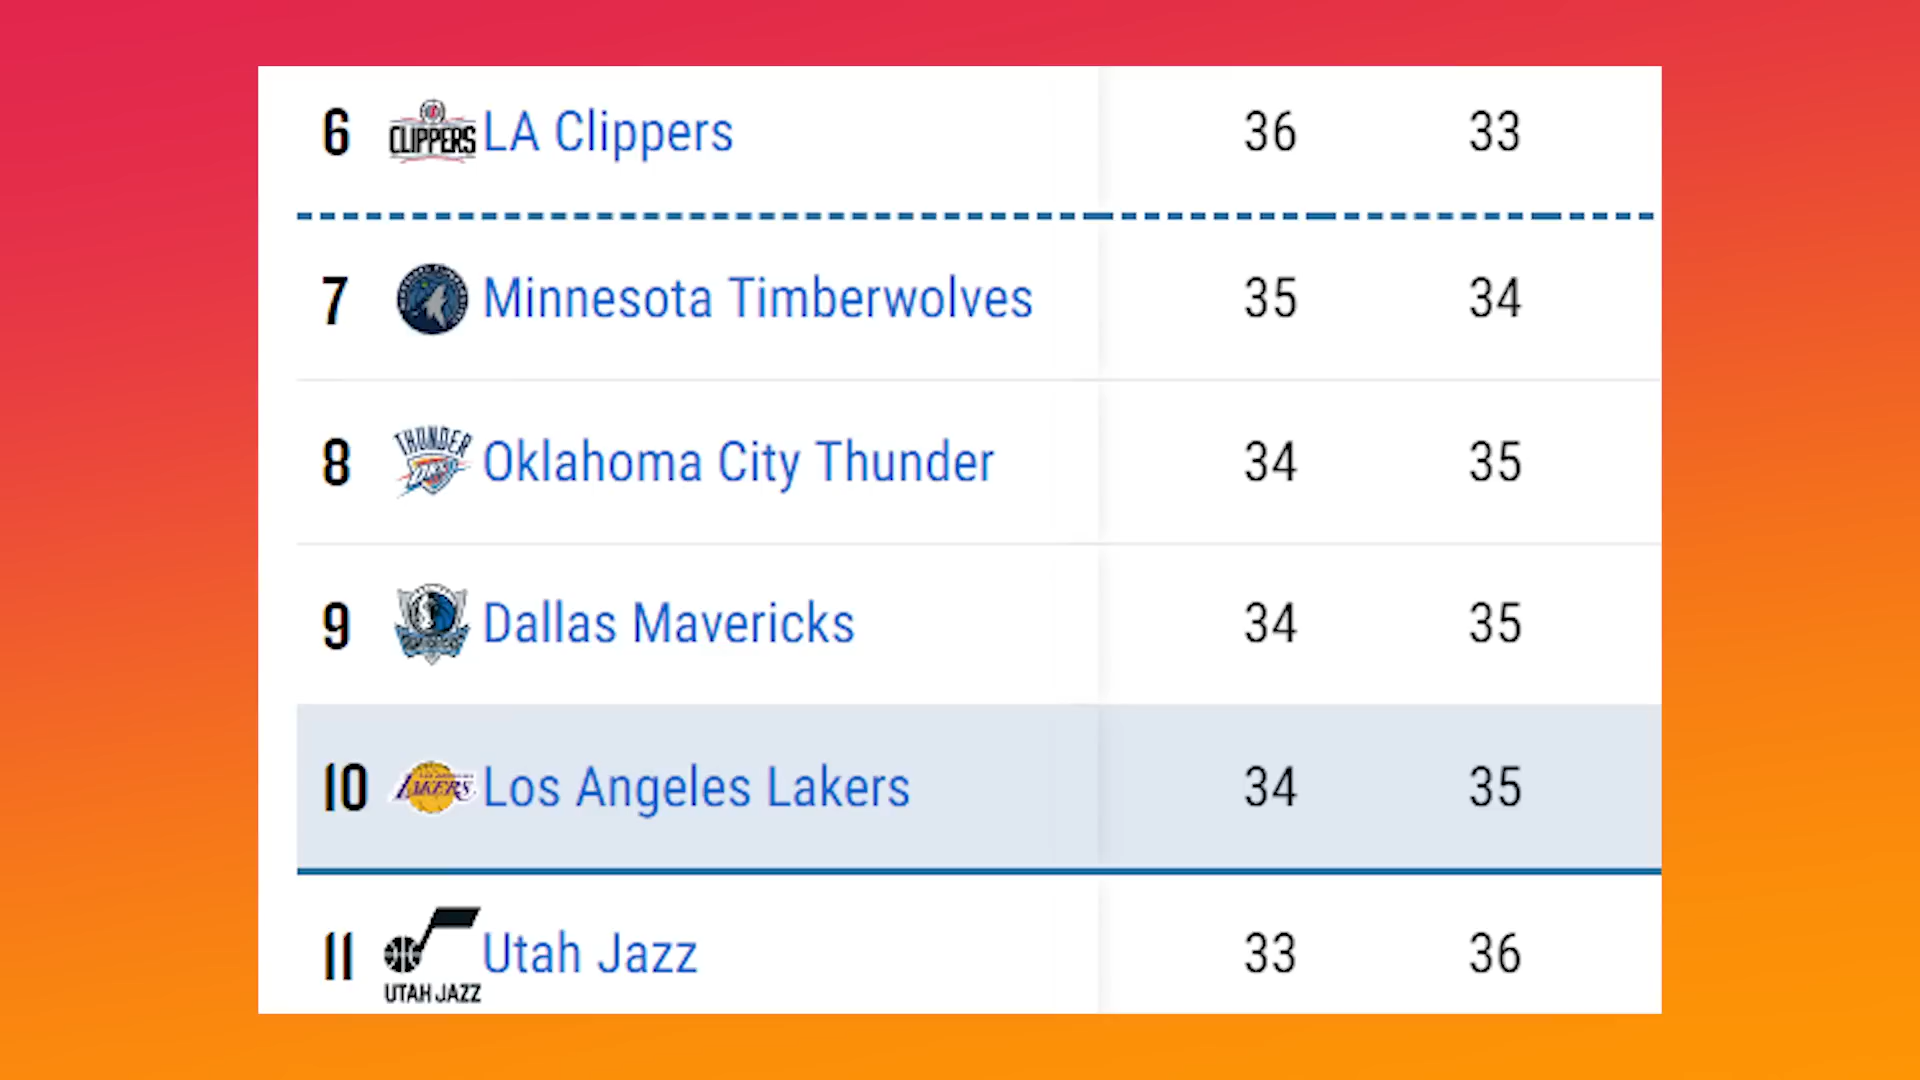 6 CLIPPERS LA Clippers 36 33
7 Minnesota Timberwolves 35 34
8 THUNDER Oklahoma City Thunder 34 35
9 Dallas Mavericks 34 35
10 LAKERS Los Angeles Lakers 34 35
11 Utah Jazz 33 36
UTAH JAZZ